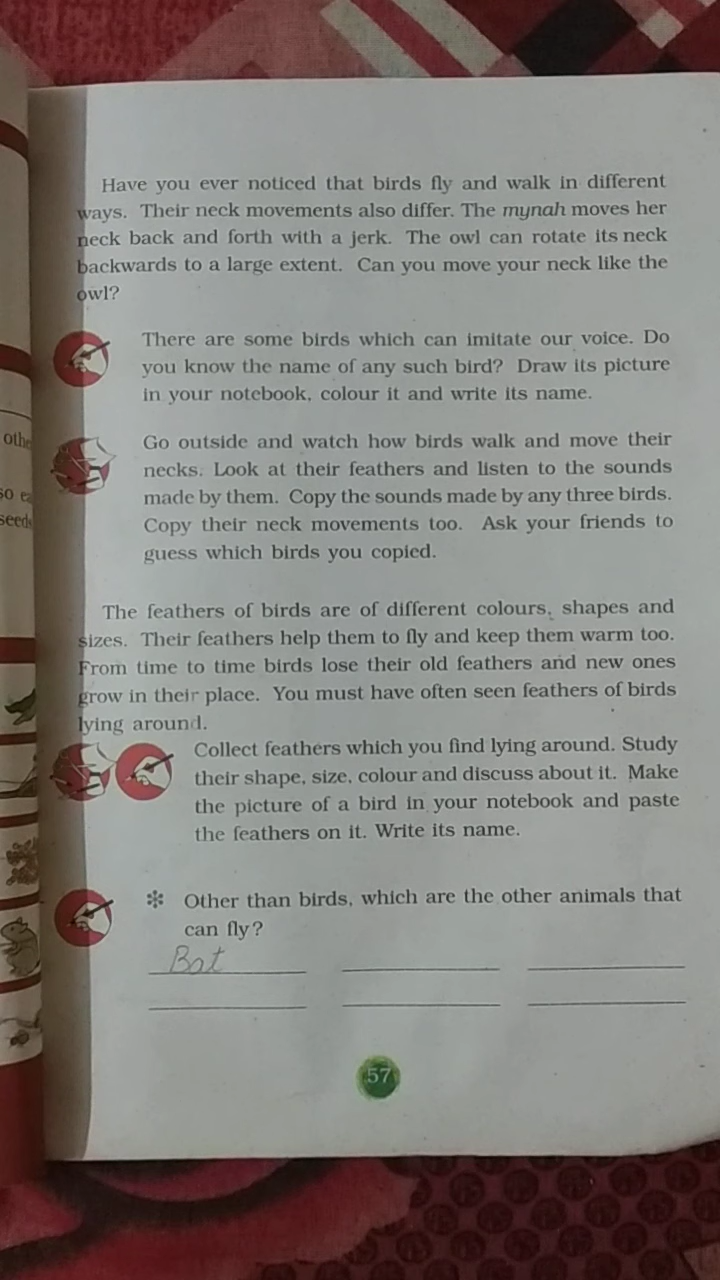 Have you ever noticed that birds fly and walk in different
ways. Their neck movements also differ. The mynah moves her
neck back and forth with a jerk. The owl can rotate its neck
backwards to a large extent. Can you move your neck like the
owl?
There are some birds which can imitate our voice. Do
you know the name of any such bird? Draw its picture
in your notebook, colour it and write its name.
Go outside and watch how birds walk and move their
necks. Look at their feathers and listen to the sounds
made by them. Copy the sounds made by any three birds.
Copy their neck movements too. Ask your friends to
guess which birds you copied.
The feathers of birds are of different colours, shapes and
sizes. Their feathers help them to fly and keep them warm too.
From time to time birds lose their old feathers and new ones
grow in their place. You must have often seen feathers of birds
lying around.
Collect feathers which you find lying around. Study
their shape, size, colour and discuss about it. Make
the picture of a bird in your notebook and paste
the feathers on it. Write its name.
✻ Other than birds, which are the other animals that
can fly?
Bat
57